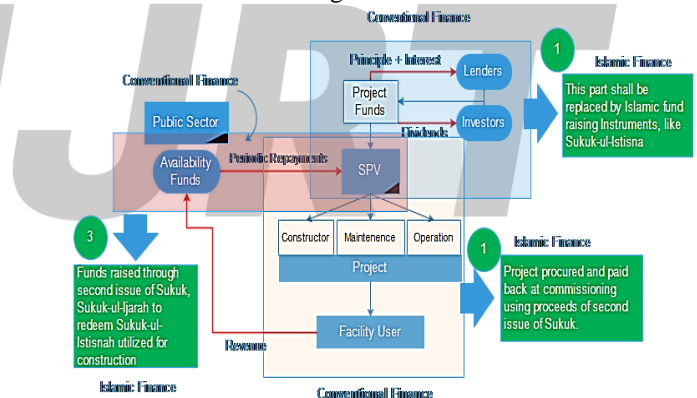 Conventional Finance
1
Islamic Finance
Principle + Interest
Lenders
Project
Funds
Investors
Dividends
This part shall be
replaced by Islamic fund
raising Instruments, like
Sukuk-ul-Istisna
Conventional Finance
Public Sector
Availability
Funds
Periodic Repayments
SPV
3
Funds raised through
second issue of Sukuk,
Sukuk-ul-Ijarah to
redeem Sukuk-ul-
Istisnah utilized for
construction
Islamic Finance
Constructor
Maintenence
Operation
Project
1
Islamic Finance
Project procured and paid
back at commissioning
using proceeds of second
issue of Sukuk.
Facility User
Revenue
Conventional Finance